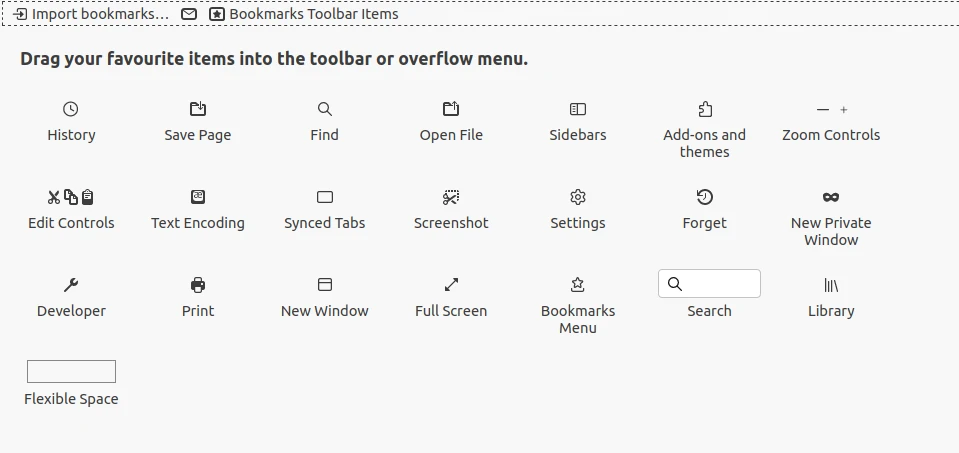 Import bookmarks... Bookmarks Toolbar Items
Drag your favourite items into the toolbar or overflow menu.
History Save Page Find Open File Sidebars Add-ons and themes Zoom Controls
Edit Controls Text Encoding Synced Tabs Screenshot Settings Forget New Private Window
Developer Print New Window Full Screen Bookmarks Menu Search Library
Flexible Space